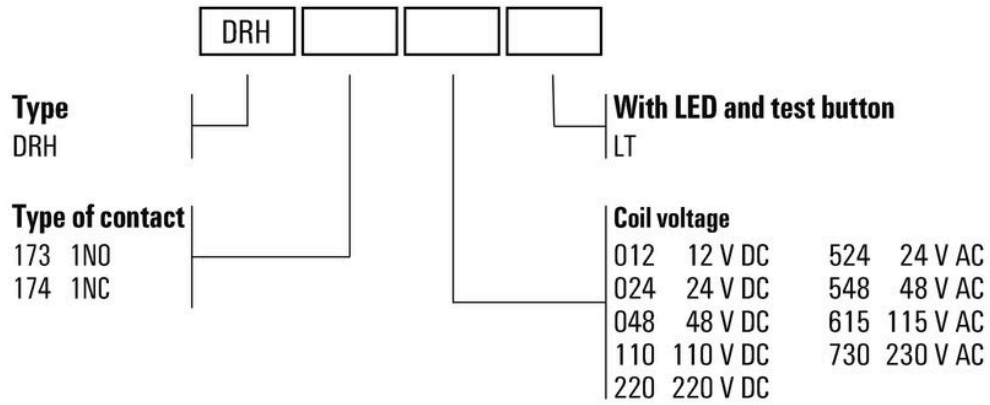 DRH
Type
DRH
With LED and test button
LT
Type of contact
173 1NO
174 1NC
Coil voltage
012 12 V DC 524 24 V AC
024 24 V DC 548 48 V AC
048 48 V DC 615 115 V AC
110 110 V DC 730 230 V AC
220 220 V DC